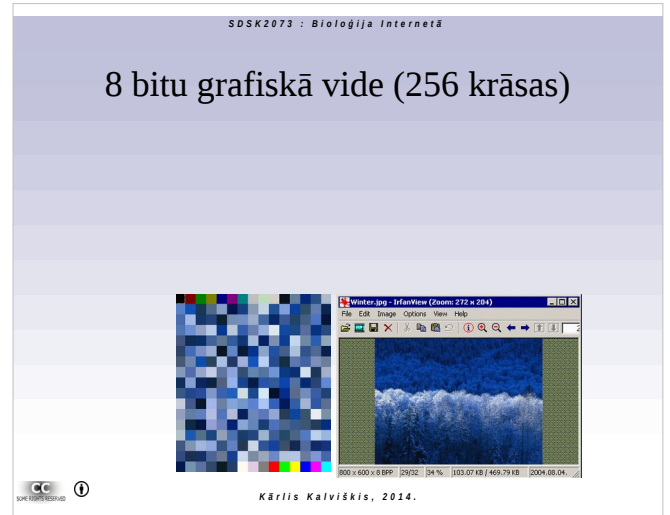 SDSK2073 : Bioloģija Internetā
8 bitu grafiskā vide (256 krāsas)
Winter.jpg - IrfanView (Zoom: 272 x 204)
File Edit Image Options View Help
800 x 600 x 8 BPP 29/32 34 % 103.07 KB / 469.79 KB 2004.08.04.
CC
SOME RIGHTS RESERVED
Kārlis Kalviškis, 2014.